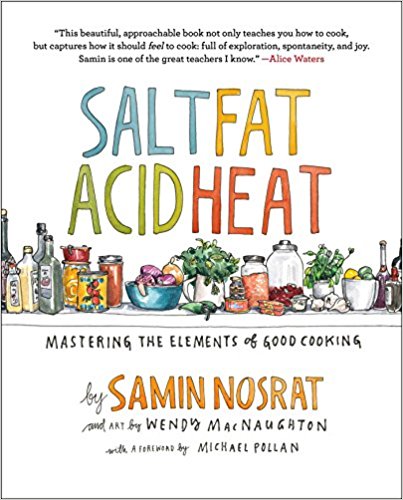 "This beautiful, approachable book not only teaches you how to cook,
but captures how it should feel to cook: full of exploration, spontaneity, and joy.
Samin is one of the great teachers I know." —Alice Waters
SALT FAT
ACID HEAT
MASTERING THE ELEMENTS of GOOD COOKING
by SAMIN NOSRAT
and ART by WENDY MACNAUGHTON
with A FOREWORD by MICHAEL POLLAN